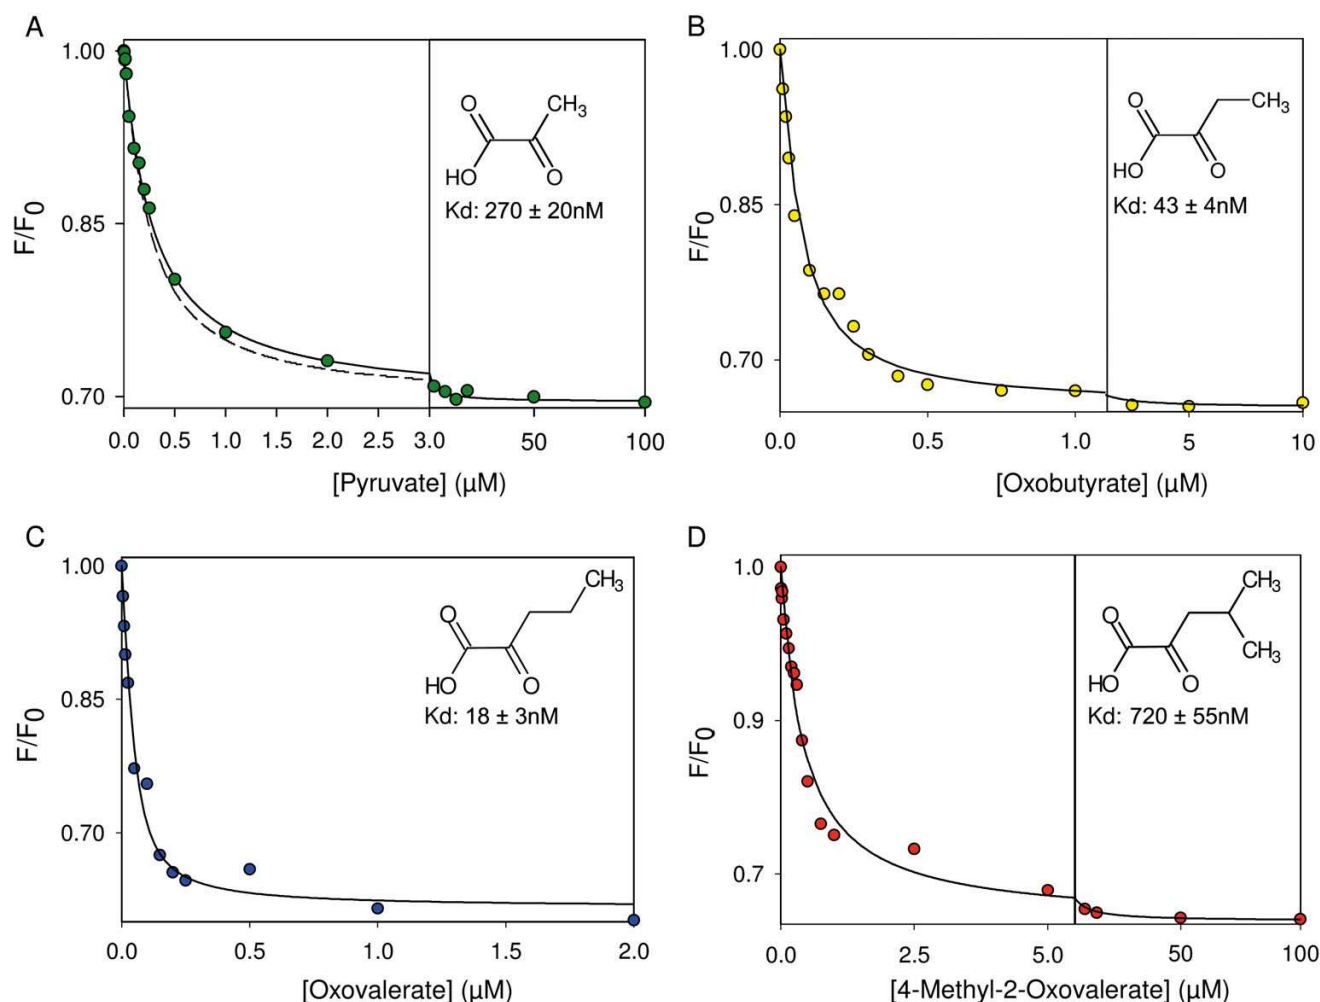 A
1.00
0.85
0.70
F/F0
O
CH3
HO
O
Kd: 270 ± 20nM
0.0 0.5 1.0 1.5 2.0 2.5 3.0 50 100
[Pyruvate] (µM)
B
1.00
0.85
0.70
F/F0
O
CH3
HO
O
Kd: 43 ± 4nM
0.0 0.5 1.0 5 10
[Oxobutyrate] (µM)
C
1.00
0.85
0.70
F/F0
CH3
O
HO
O
Kd: 18 ± 3nM
0.0 0.5 1.0 1.5 2.0
[Oxovalerate] (µM)
D
1.0
0.9
0.7
F/F0
CH3
O
CH3
HO
O
Kd: 720 ± 55nM
0.0 2.5 5.0 50 100
[4-Methyl-2-Oxovalerate] (µM)